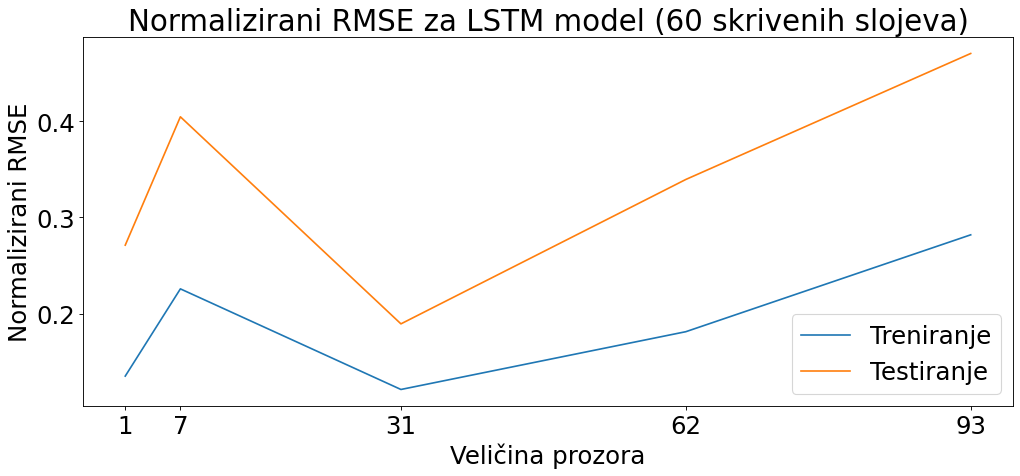 Normalizirani RMSE za LSTM model (60 skrivenih slojeva)
Normalizirani RMSE
0.4
0.3
0.2
Treniranje
Testiranje
1 7 31 62 93
Veličina prozora